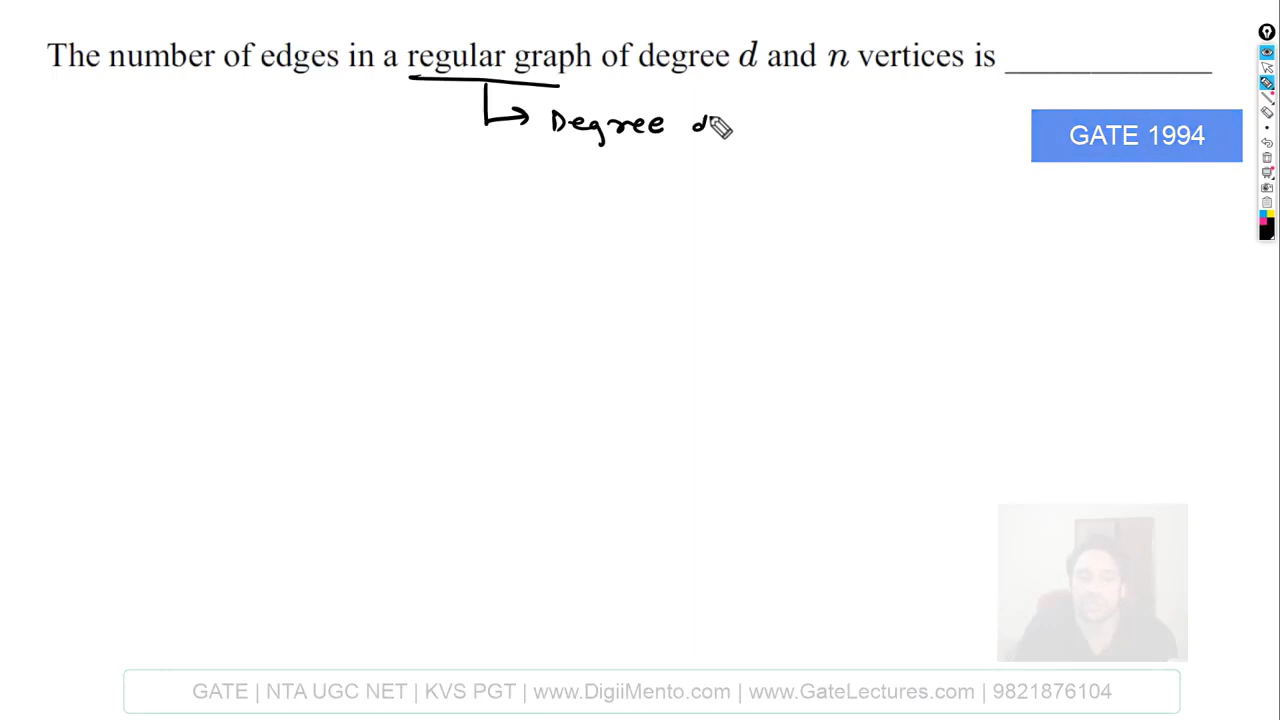 The number of edges in a regular graph of degree d and n vertices is ____________
Degree d
GATE 1994
GATE | NTA UGC NET | KVS PGT | www.DigiiMento.com | www.GateLectures.com | 9821876104